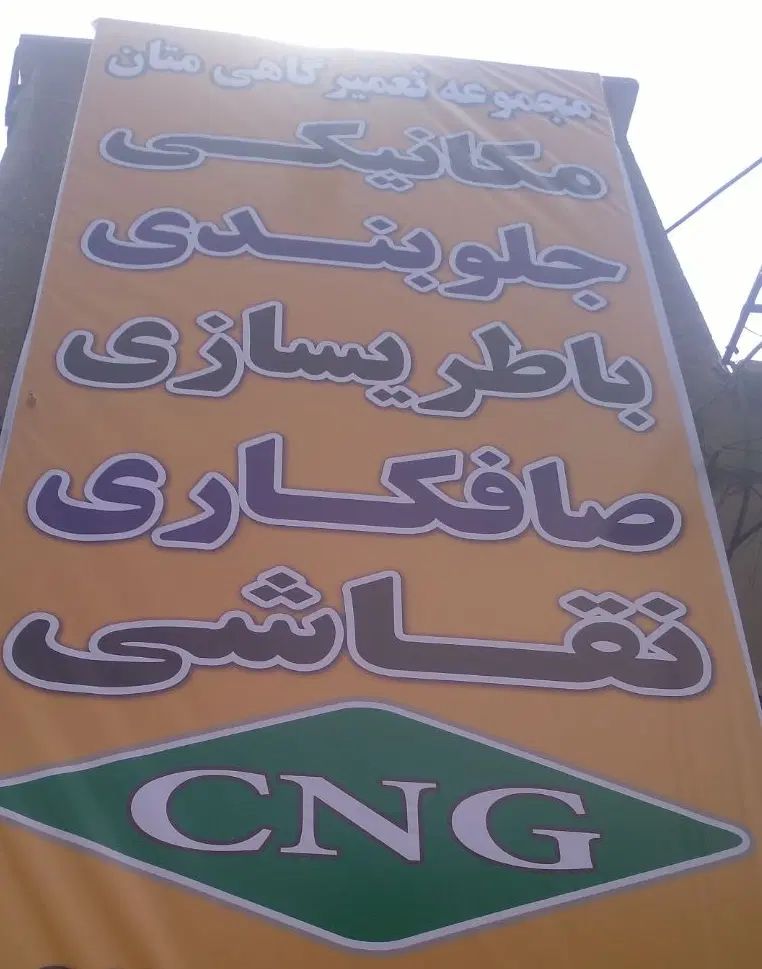 مجموعه تعمیرگاهی متان
مکانیکی
جلوبندی
باطریسازی
صافکاری
نقاشی
CNG